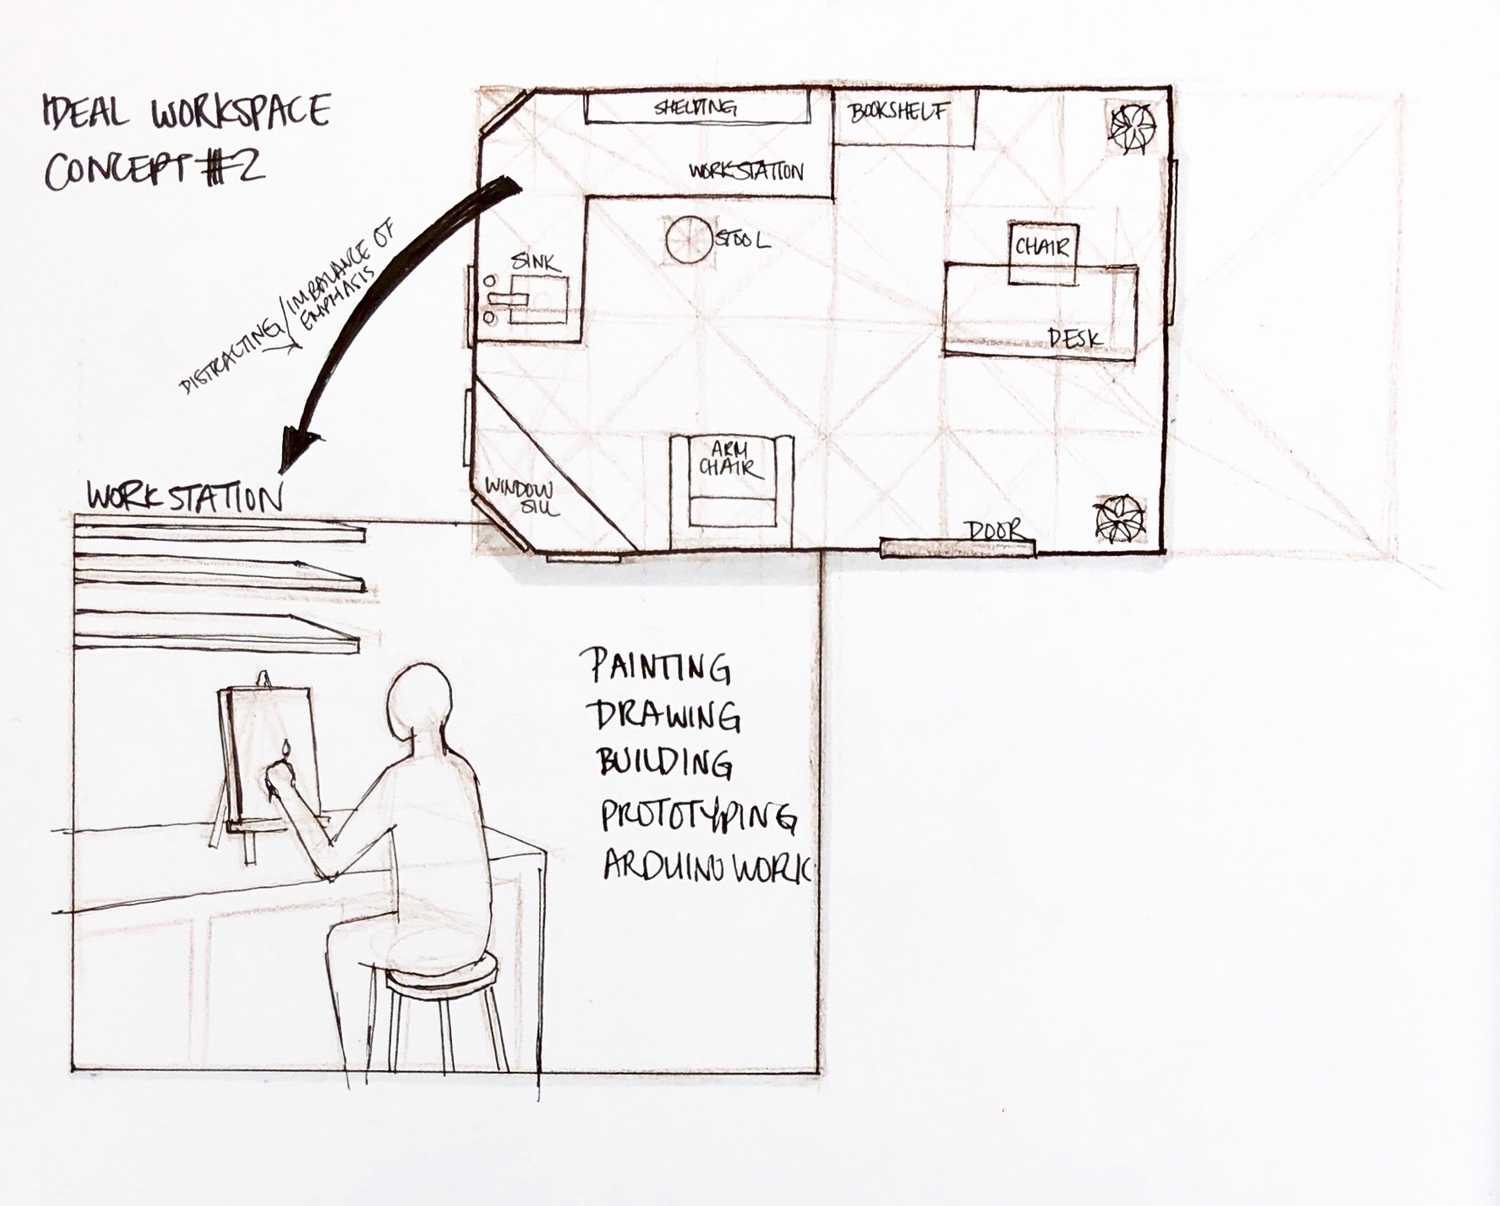 IDEAL WORKSPACE
CONCEPT #2
SHELVING
BOOKSHELF
WORKSTATION
STOOL
CHAIR
SINK
DESK
DISTRACTING/IMBALANCE OF
EMPHASIS
ARM
CHAIR
WINDOW
SILL
DOOR
WORKSTATION
PAINTING
DRAWING
BUILDING
PROTOTYPING
ARDUINO WORK